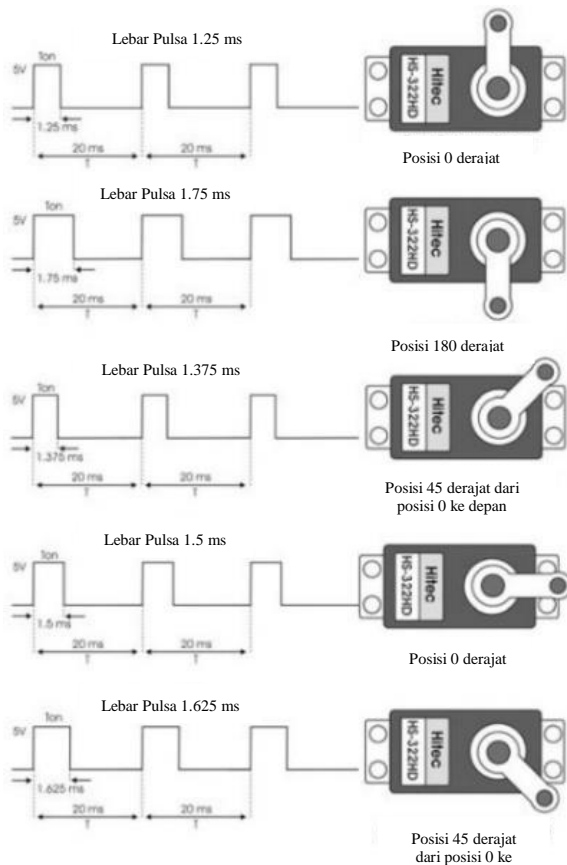 Lebar Pulsa 1.25 ms
Ton
5V
1.25 ms
20 ms
20 ms
T
T
Hitec
HS-322HD
Posisi 0 derajat
Lebar Pulsa 1.75 ms
Ton
5V
1.75 ms
20 ms
20 ms
T
T
Hitec
HS-322HD
Posisi 180 derajat
Lebar Pulsa 1.375 ms
Ton
5V
1.375 ms
20 ms
20 ms
T
T
Hitec
HS-322HD
Posisi 45 derajat dari
posisi 0 ke depan
Lebar Pulsa 1.5 ms
Ton
5V
1.5 ms
20 ms
20 ms
T
T
Hitec
HS-322HD
Posisi 0 derajat
Lebar Pulsa 1.625 ms
Ton
5V
1.625 ms
20 ms
20 ms
T
T
Hitec
HS-322HD
Posisi 45 derajat
dari posisi 0 ke